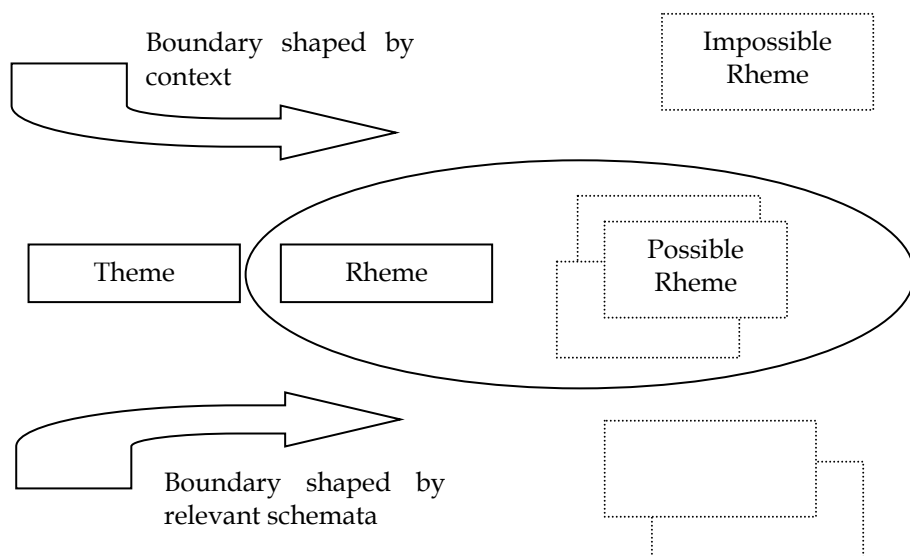 Boundary shaped by
context
Impossible
Rheme
Theme
Rheme
Possible
Rheme
Boundary shaped by
relevant schemata